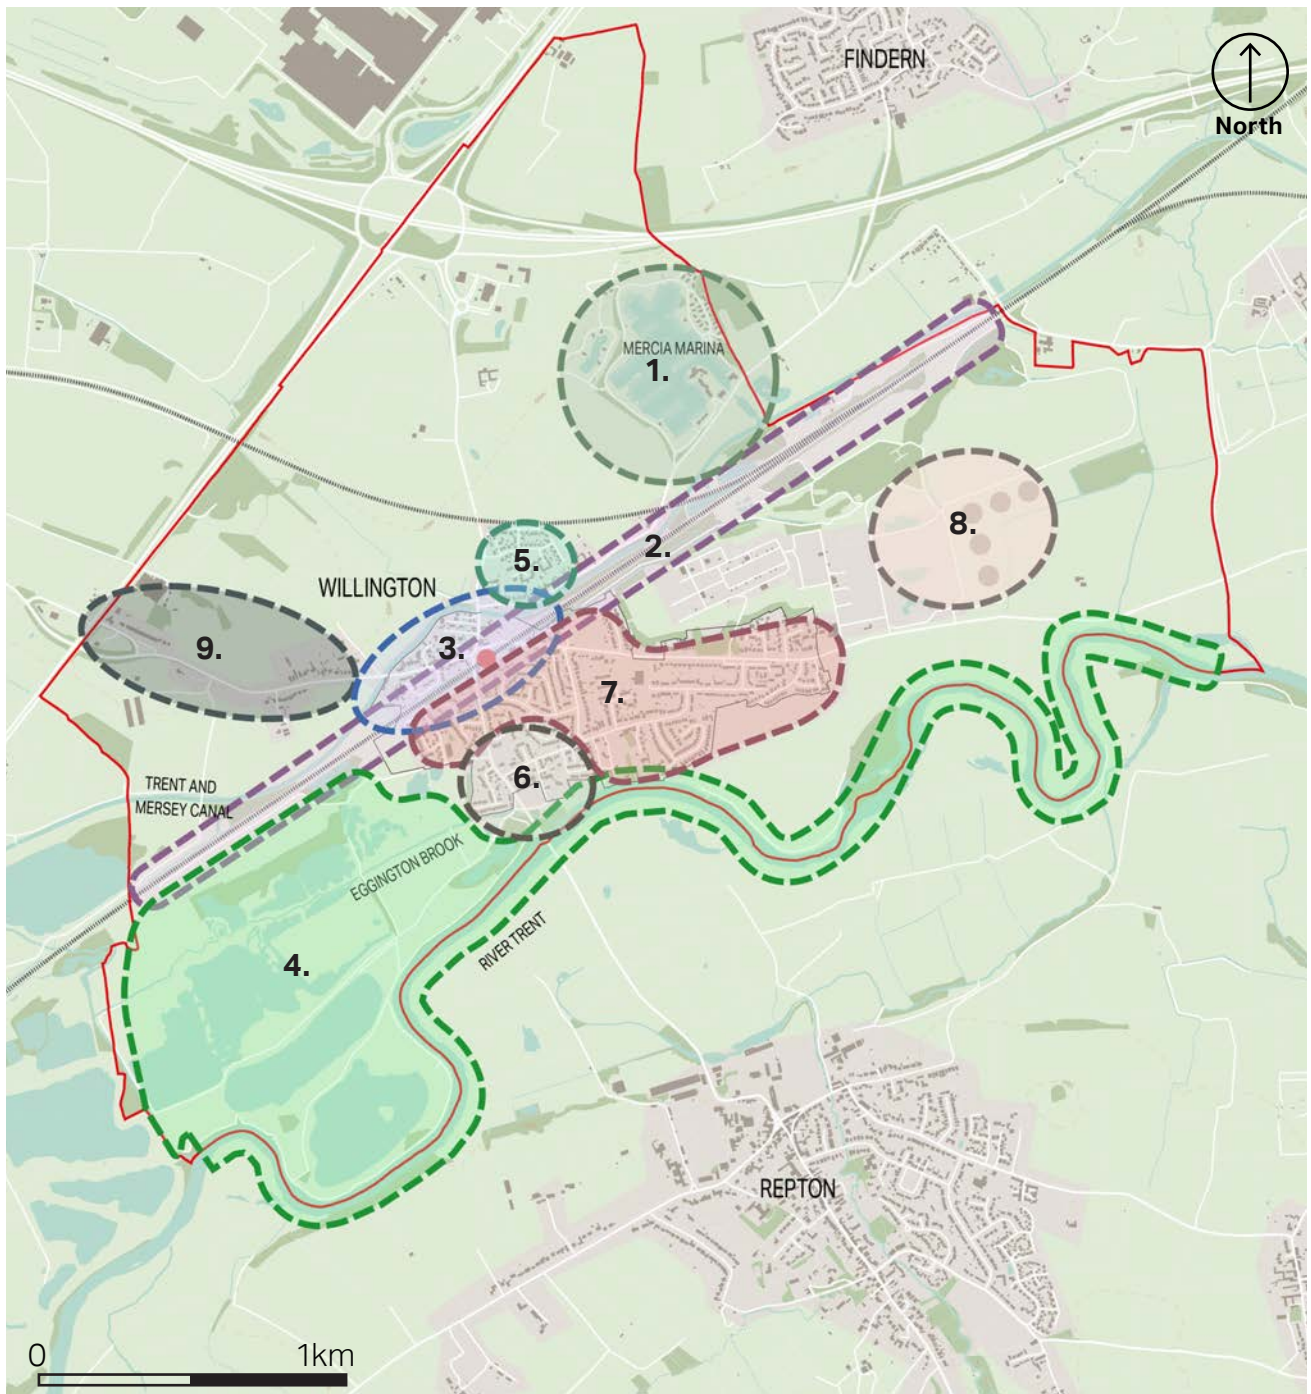 FINDERN
North
MERCIA MARINA
1.
8.
2.
5.
WILLINGTON
9.
3.
7.
6.
TRENT AND
MERSEY CANAL
EGGINGTON BROOK
RIVER TRENT
4.
REPTON
0
1km